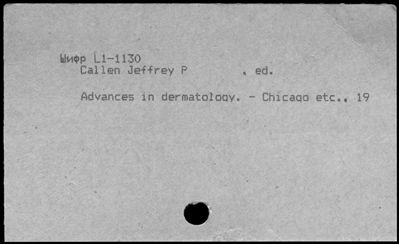 Шифр L1-1130
Callen Jeffrey P , ed.
Advances in dermatology. - Chicago etc., 19